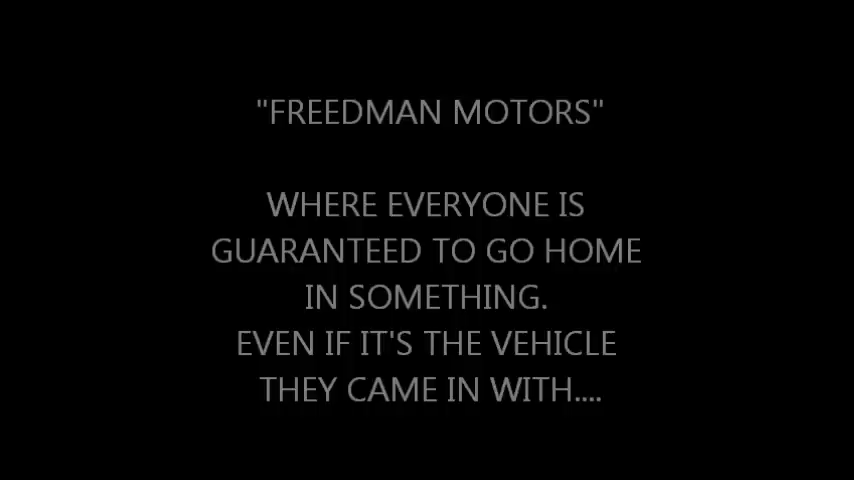 "FREEDMAN MOTORS"
WHERE EVERYONE IS
GUARANTEED TO GO HOME
IN SOMETHING.
EVEN IF IT'S THE VEHICLE
THEY CAME IN WITH....